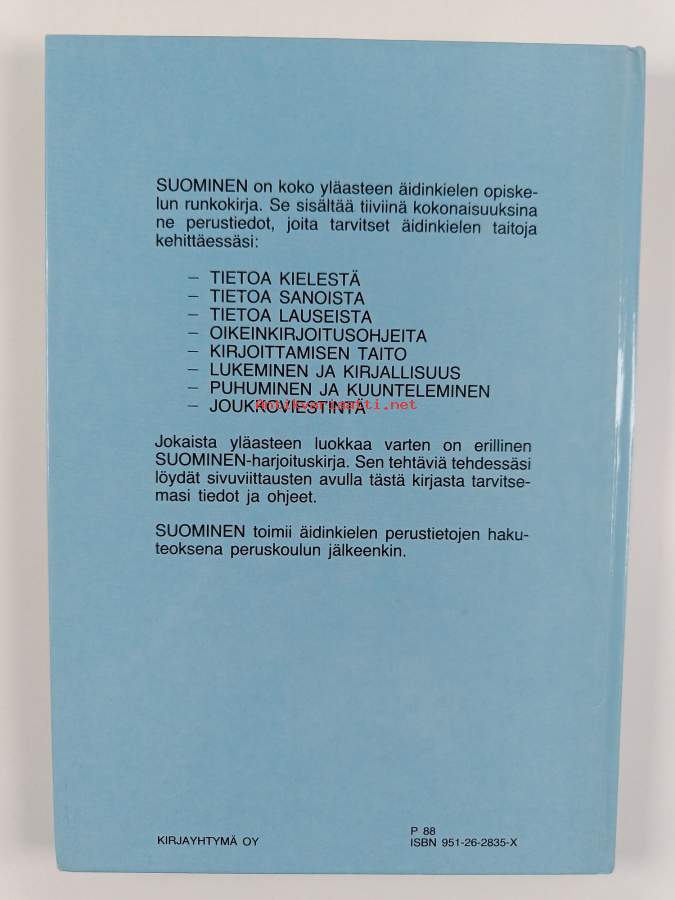 SUOMINEN on koko yläasteen äidinkielen opiske-
lun runkokirja. Se sisältää tiiviinä kokonaisuuksina
ne perustiedot, joita tarvitset äidinkielen taitoja
kehittäessäsi:
– TIETOA KIELESTÄ
– TIETOA SANOISTA
– TIETOA LAUSEISTA
– OIKEINKIRJOITUSOHJEITA
– KIRJOITTAMISEN TAITO
– LUKEMINEN JA KIRJALLISUUS
– PUHUMINEN JA KUUNTELEMINEN
Antikvariaatti.net
– JOUKKOVIESTINTÄ
Jokaista yläasteen luokkaa varten on erillinen
SUOMINEN-harjoituskirja. Sen tehtäviä tehdessäsi
löydät sivuviittausten avulla tästä kirjasta tarvitse-
masi tiedot ja ohjeet.
SUOMINEN toimii äidinkielen perustietojen haku-
teoksena peruskoulun jälkeenkin.
P 88
KIRJAYHTYMÄ OY
ISBN 951-26-2835-X